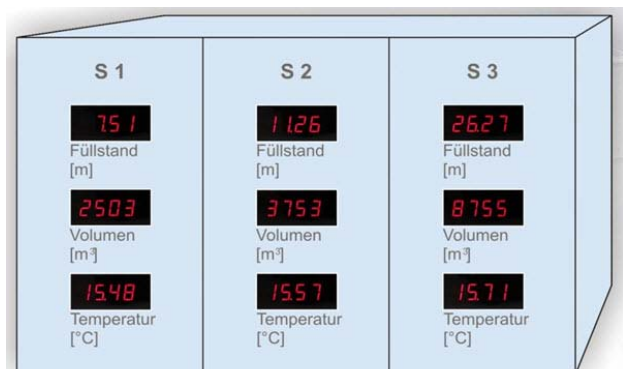 S 1
7.51
Füllstand
[m]
2503
Volumen
[m³]
15.48
Temperatur
[°C]
S 2
11.26
Füllstand
[m]
3753
Volumen
[m³]
15.57
Temperatur
[°C]
S 3
26.27
Füllstand
[m]
8755
Volumen
[m³]
15.71
Temperatur
[°C]